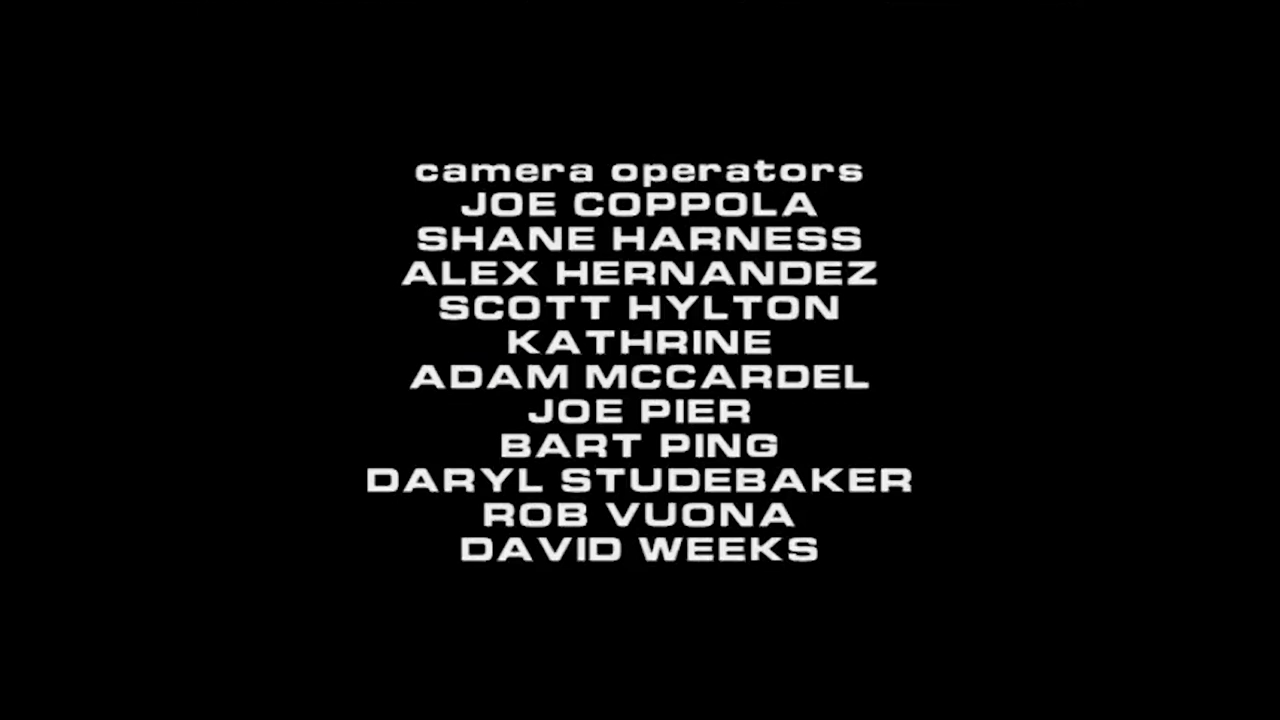 camera operators
JOE COPPOLA
SHANE HARNESS
ALEX HERNANDEZ
SCOTT HYLTON
KATHRINE
ADAM MCCARDEL
JOE PIER
BART PING
DARYL STUDEBAKER
ROB VUONA
DAVID WEEKS